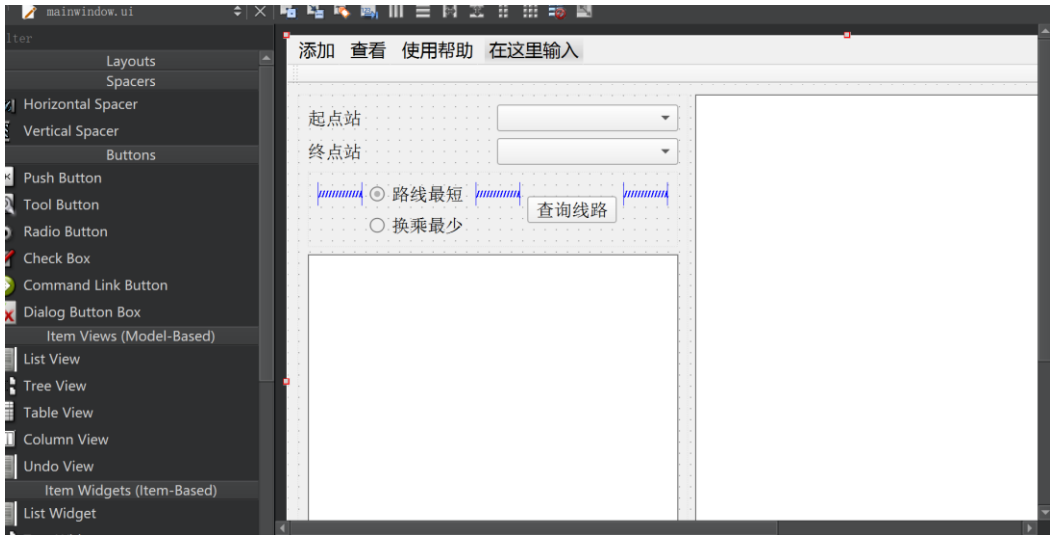 mainwindow.ui
lter
Layouts
Spacers
Horizontal Spacer
Vertical Spacer
Buttons
Push Button
Tool Button
Radio Button
Check Box
Command Link Button
Dialog Button Box
Item Views (Model-Based)
List View
Tree View
Table View
Column View
Undo View
Item Widgets (Item-Based)
List Widget
添加 查看 使用帮助 在这里输入
起点站
终点站
路线最短
查询线路
换乘最少